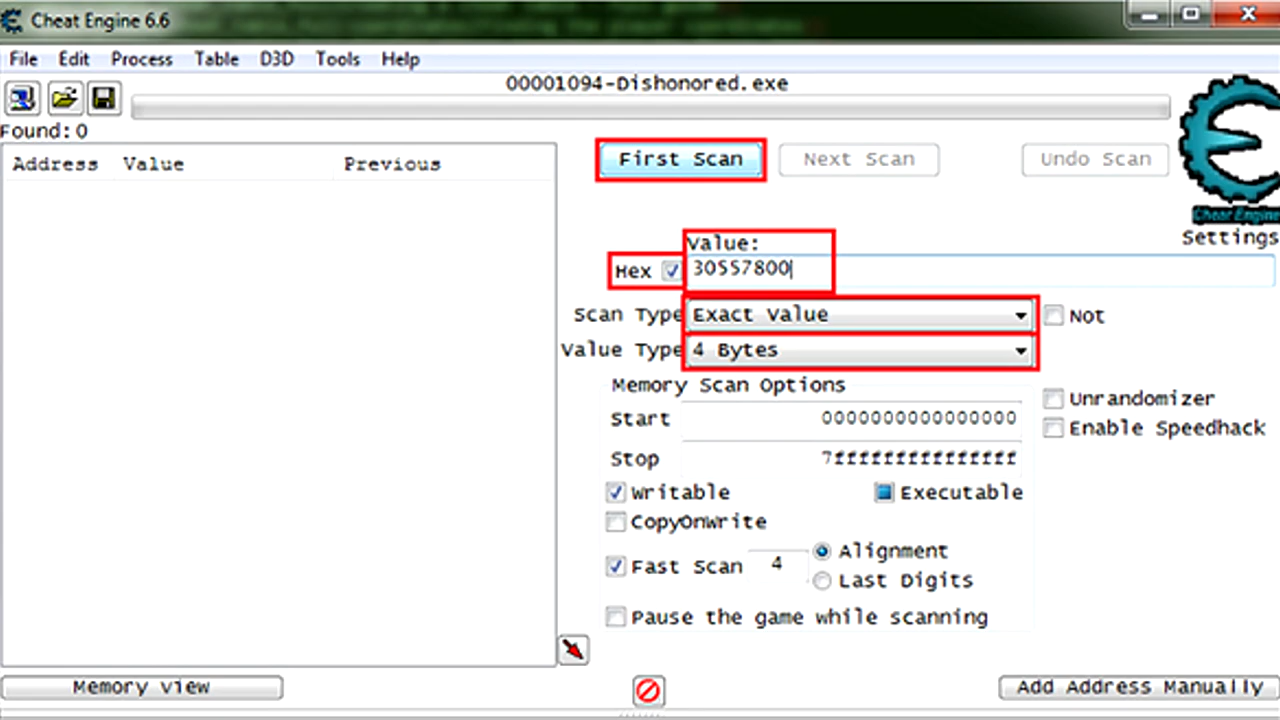 Cheat Engine 6.6
File Edit Process Table D3D Tools Help
00001094-Dishonored.exe
Found: 0
Address Value Previous
First Scan Next Scan Undo Scan
Cheat Engine
Settings
Value:
Hex 30557800
Scan Type Exact Value Not
Value Type 4 Bytes
Memory Scan Options
Start 0000000000000000
Unrandomizer
Enable Speedhack
Stop 7fffffffffffffff
Writable Executable
CopyOnWrite
Fast Scan 4 Alignment
Last Digits
Pause the game while scanning
Memory view Add Address Manually